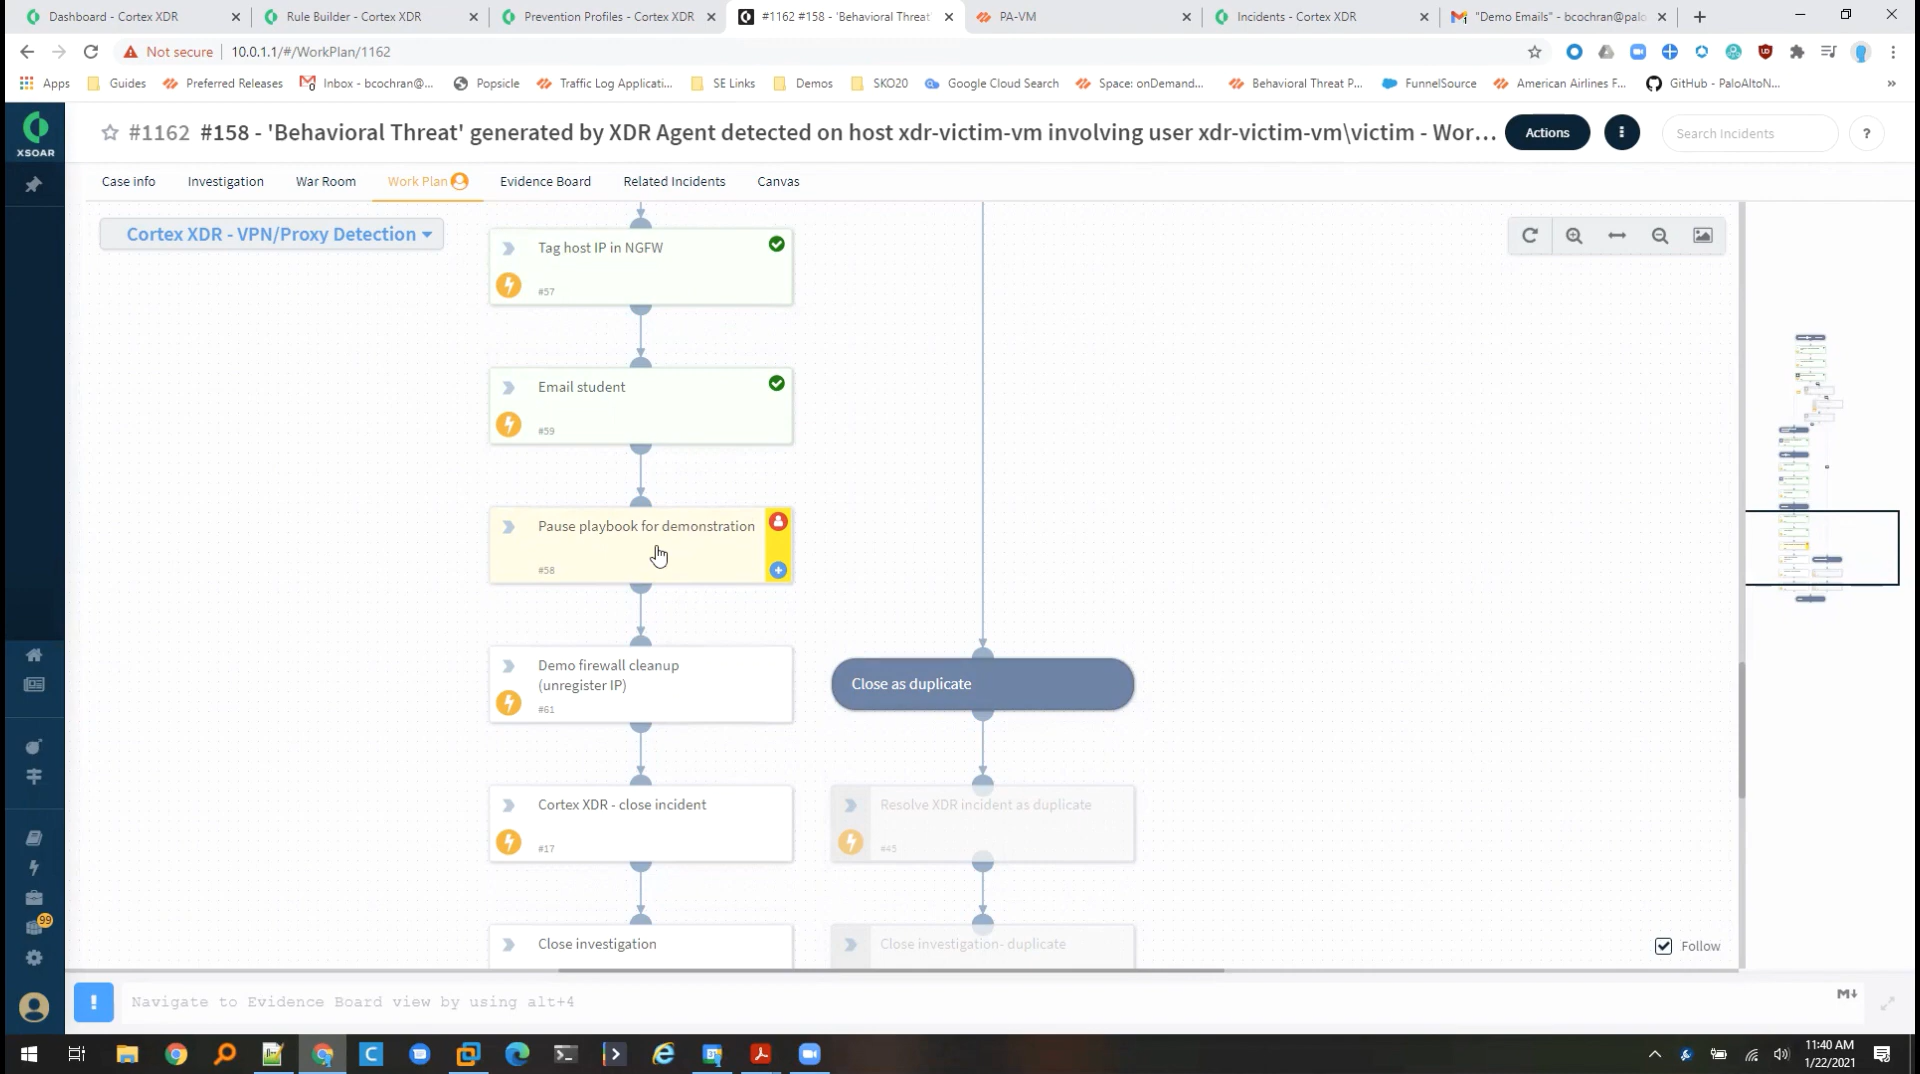 Dashboard - Cortex XDR
Rule Builder - Cortex XDR
Prevention Profiles - Cortex XDR
#1162 #158 - 'Behavioral Threat'
PA-VM
Incidents - Cortex XDR
"Demo Emails" - bcochran@palo
Not secure
10.0.1.1/#/WorkPlan/1162
Apps
Guides
Preferred Releases
Inbox - bcochran@...
Popsicle
Traffic Log Applicati...
SE Links
Demos
SKO20
Google Cloud Search
Space: onDemand...
Behavioral Threat P...
FunnelSource
American Airlines F...
GitHub - PaloAltoN...
»
XSOAR
#1162 #158 - 'Behavioral Threat' generated by XDR Agent detected on host xdr-victim-vm involving user xdr-victim-vm\victim - Wor...
Actions
Search Incidents
?
Case info
Investigation
War Room
Work Plan
Evidence Board
Related Incidents
Canvas
Cortex XDR - VPN/Proxy Detection
Tag host IP in NGFW
#57
Email student
#59
Pause playbook for demonstration
#58
Demo firewall cleanup
(unregister IP)
#61
Close as duplicate
Cortex XDR - close incident
#17
Resolve XDR incident as duplicate
#45
Close investigation
Close investigation- duplicate
99
Follow
!
Navigate to Evidence Board view by using alt+4
M↓
11:40 AM
1/22/2021